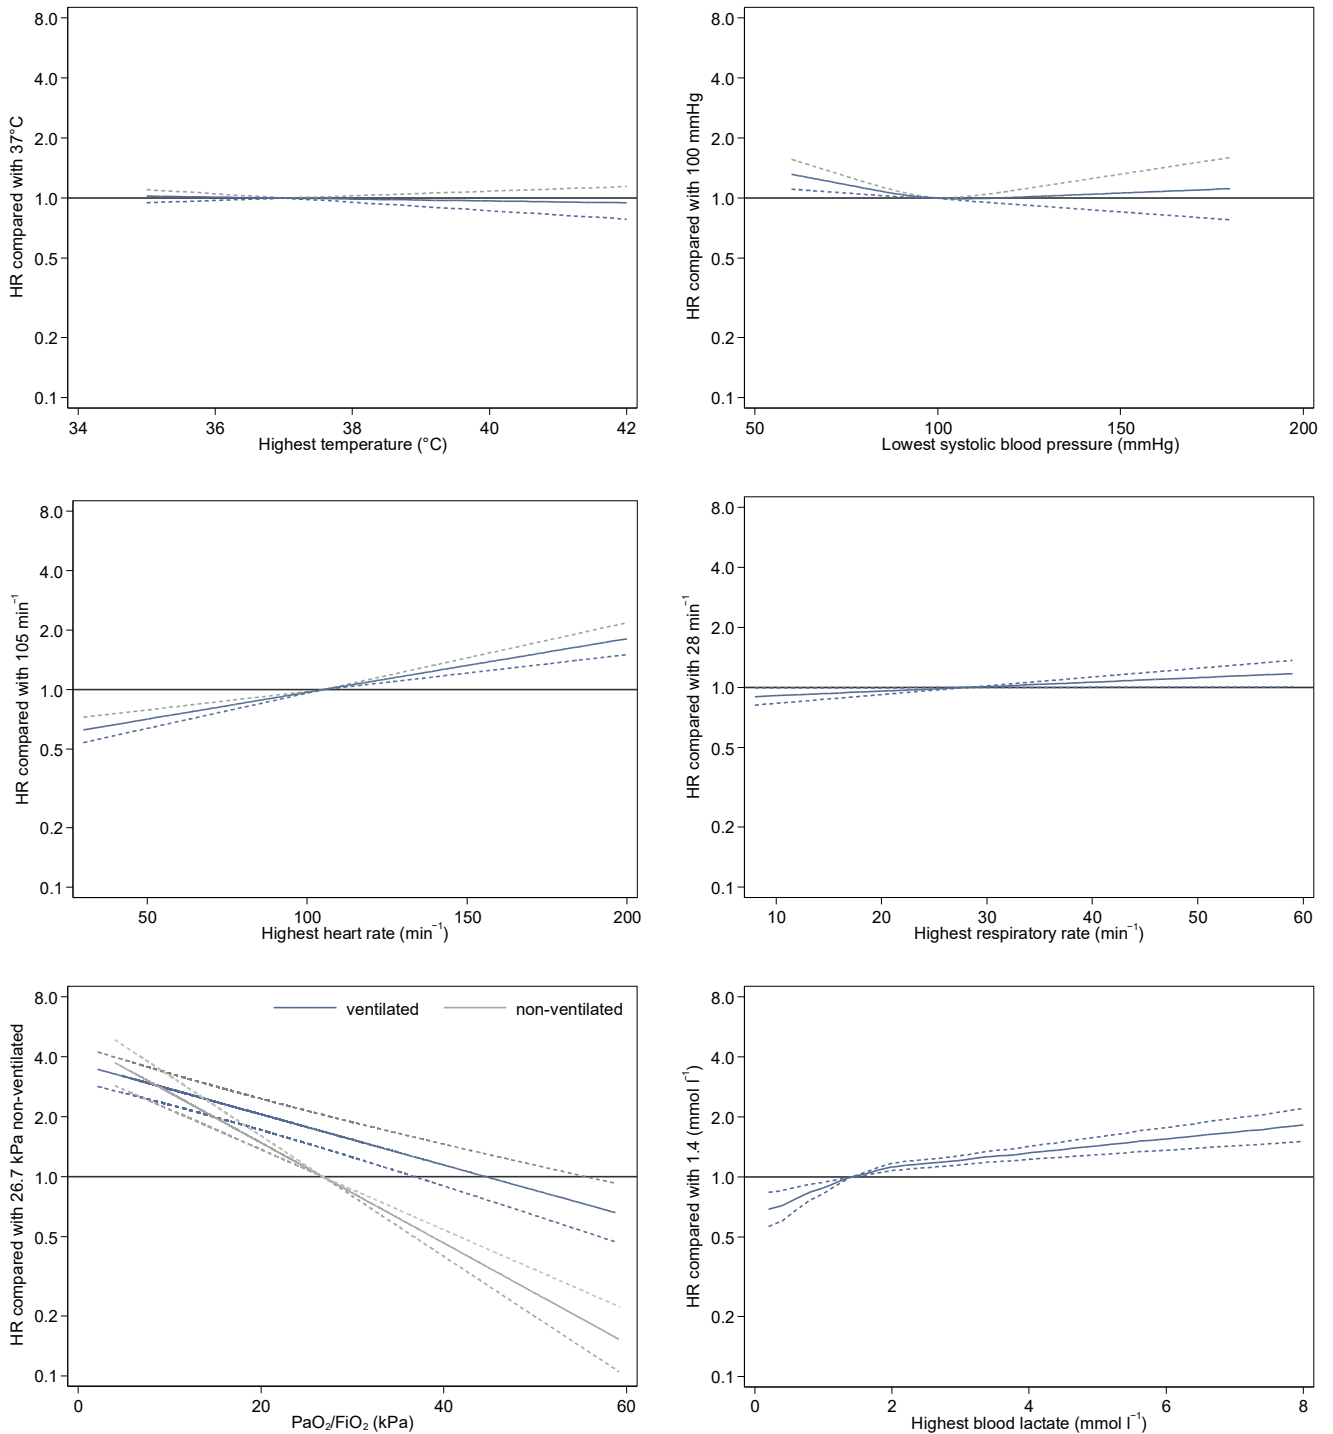 8.0
4.0
2.0
1.0
0.5
0.2
0.1
HR compared with 37°C
34 36 38 40 42
Highest temperature (°C)
8.0
4.0
2.0
1.0
0.5
0.2
0.1
HR compared with 100 mmHg
50 100 150 200
Lowest systolic blood pressure (mmHg)
8.0
4.0
2.0
1.0
0.5
0.2
0.1
HR compared with 105 min⁻¹
50 100 150 200
Highest heart rate (min⁻¹)
8.0
4.0
2.0
1.0
0.5
0.2
0.1
HR compared with 28 min⁻¹
10 20 30 40 50 60
Highest respiratory rate (min⁻¹)
ventilated non-ventilated
8.0
4.0
2.0
1.0
0.5
0.2
0.1
HR compared with 26.7 kPa non-ventilated
0 20 40 60
PaO₂/FiO₂ (kPa)
8.0
4.0
2.0
1.0
0.5
0.2
0.1
HR compared with 1.4 (mmol l⁻¹)
0 2 4 6 8
Highest blood lactate (mmol l⁻¹)